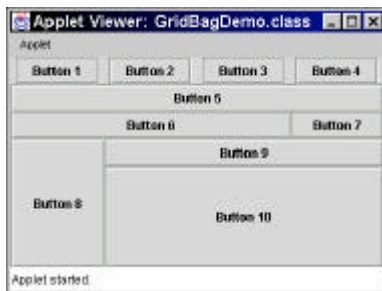 Applet Viewer: GridBagDemo.class
Applet
Button 1 Button 2 Button 3 Button 4
Button 5
Button 6 Button 7
Button 9
Button 8
Button 10
Applet started.